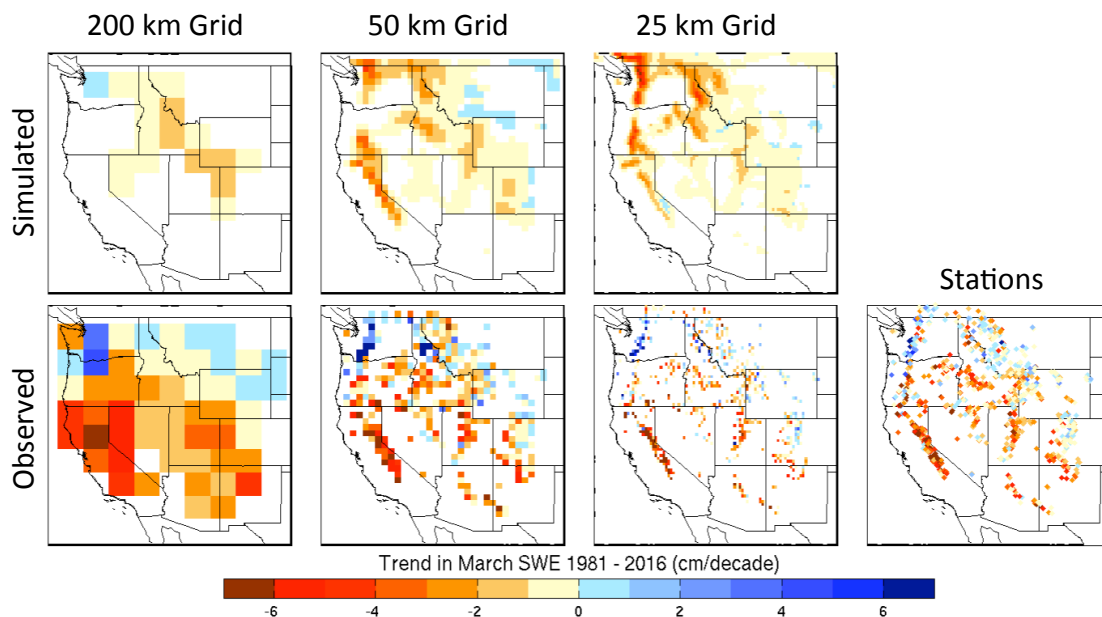 200 km Grid
50 km Grid
25 km Grid
Simulated
Stations
Observed
Trend in March SWE 1981 - 2016 (cm/decade)
-6 -4 -2 0 2 4 6